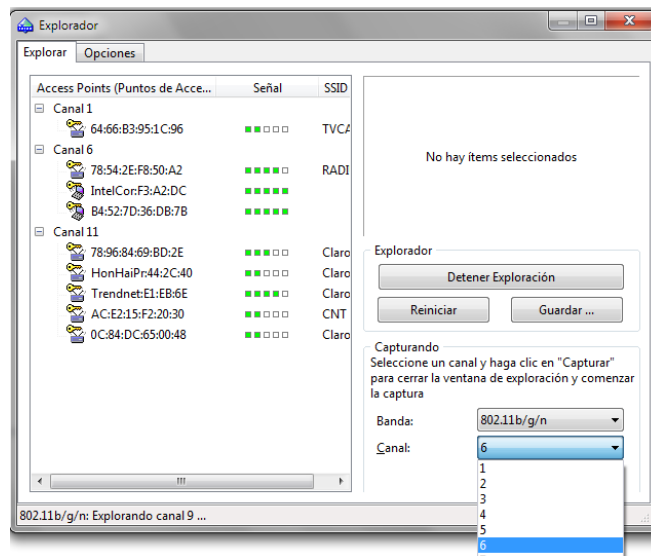 Explorador
Explorar Opciones
Access Points (Puntos de Acce... Señal SSID
Canal 1
64:66:B3:95:1C:96 TVCA
Canal 6
78:54:2E:F8:50:A2 RADI
IntelCor:F3:A2:DC
B4:52:7D:36:DB:7B
Canal 11
78:96:84:69:BD:2E Claro
HonHaiPr:44:2C:40 Claro
Trendnet:E1:EB:6E Claro
AC:E2:15:F2:20:30 CNT
0C:84:DC:65:00:48 Claro
No hay ítems seleccionados
Explorador
Detener Exploración
Reiniciar Guardar ...
Capturando
Seleccione un canal y haga clic en "Capturar"
para cerrar la ventana de exploración y comenzar
la captura
Banda: 802.11b/g/n
Canal: 6
1
2
3
4
5
6
802.11b/g/n: Explorando canal 9 ...